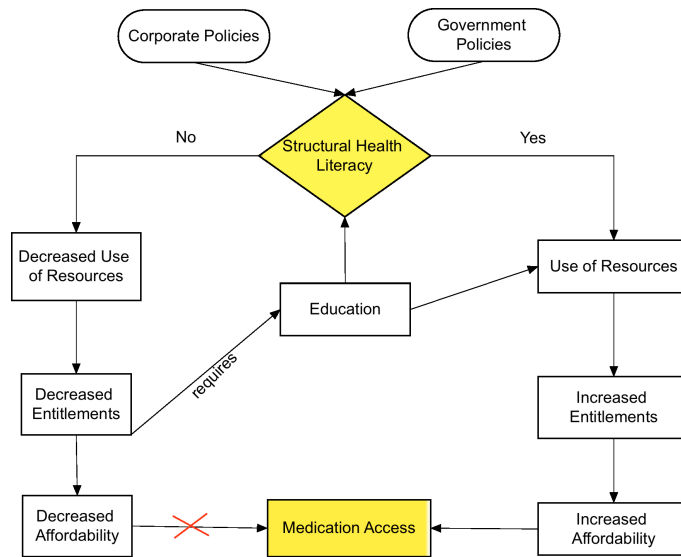 Corporate Policies
Government
Policies
No
Structural Health
Literacy
Yes
Decreased Use
of Resources
Use of Resources
Education
requires
Decreased
Entitlements
Increased
Entitlements
Decreased
Affordability
Medication Access
Increased
Affordability